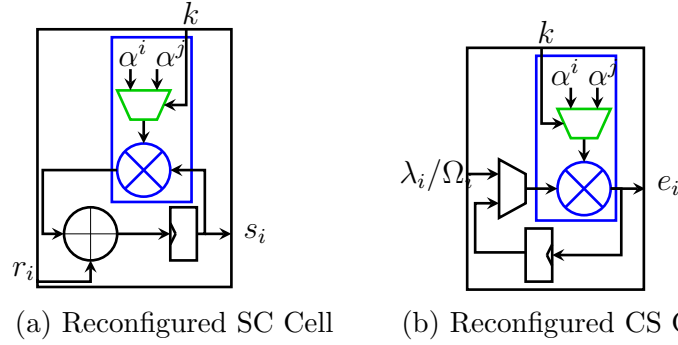 k
α^i α^j
s_i
r_i
(a) Reconfigured SC Cell
k
α^i α^j
λ_i/Ω_i
e_i
(b) Reconfigured CS C